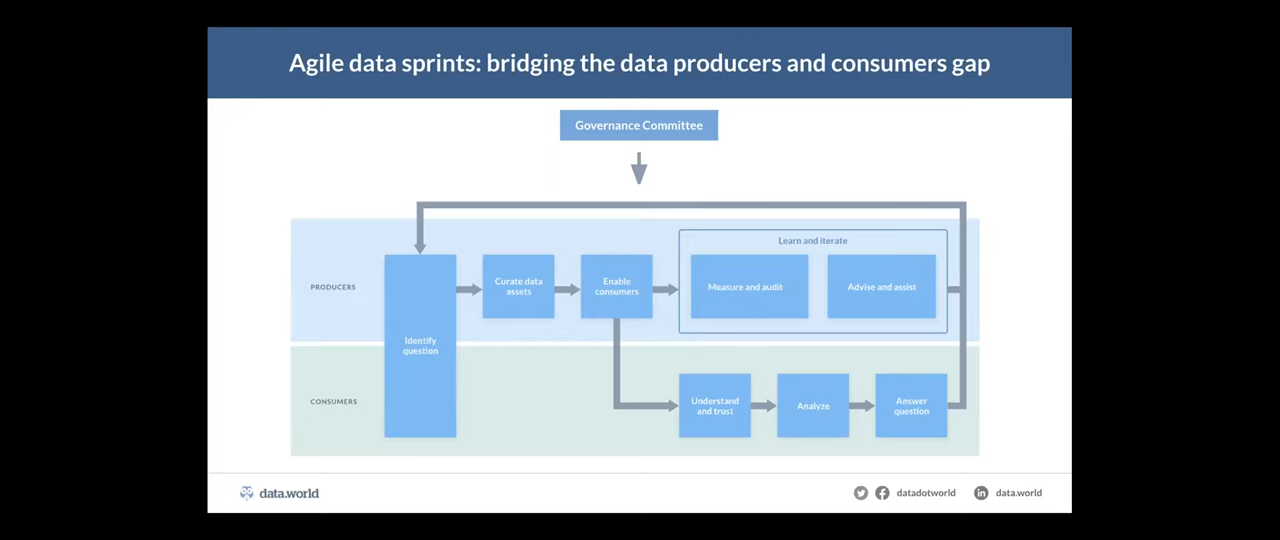 Agile data sprints: bridging the data producers and consumers gap
Governance Committee
Learn and iterate
PRODUCERS
Curate data
assets
Enable
consumers
Measure and audit
Advise and assist
Identify
question
CONSUMERS
Understand
and trust
Analyze
Answer
question
data.world
datadotworld
in
data.world